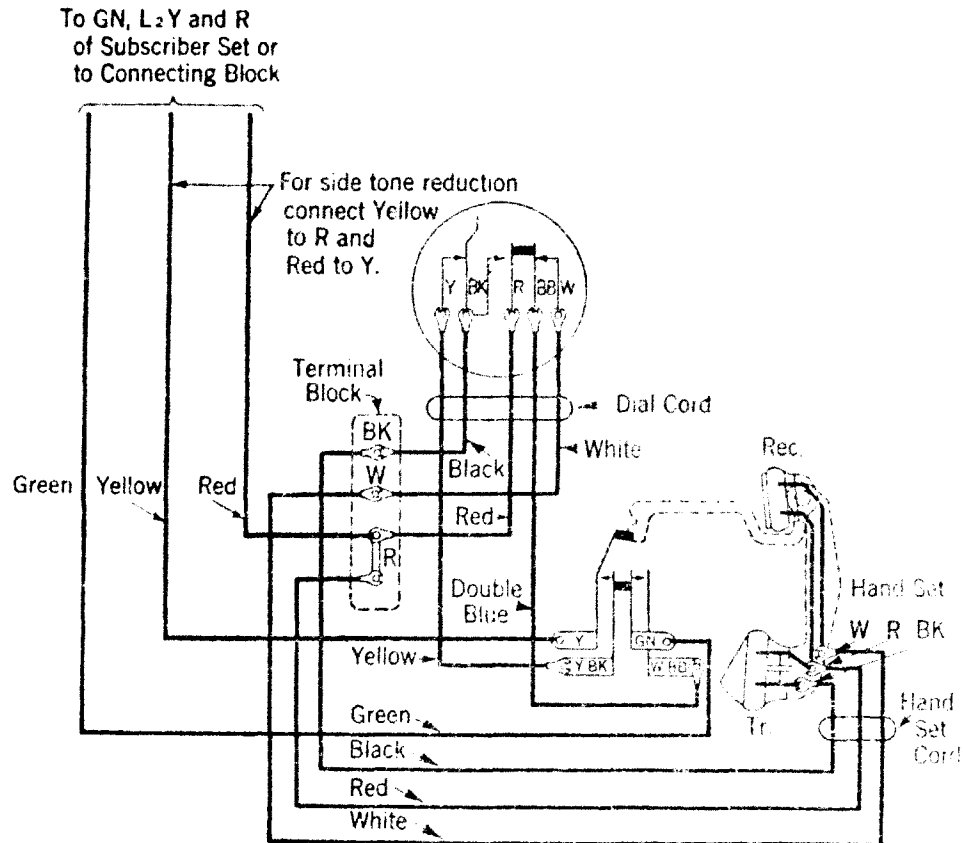 To GN, L₂Y and R
of Subscriber Set or
to Connecting Block
For side tone reduction
connect Yellow
to R and
Red to Y.
Y BK R BB W
Terminal
Block
Dial Cord
BK
White
Black
Rec.
W
Green Yellow Red
Red
R
Double
Blue
Hand Set
W R BK
Y GN
Yellow
Y.BK
Green
Tr.
Hand
Set
Cord
Black
Red
White